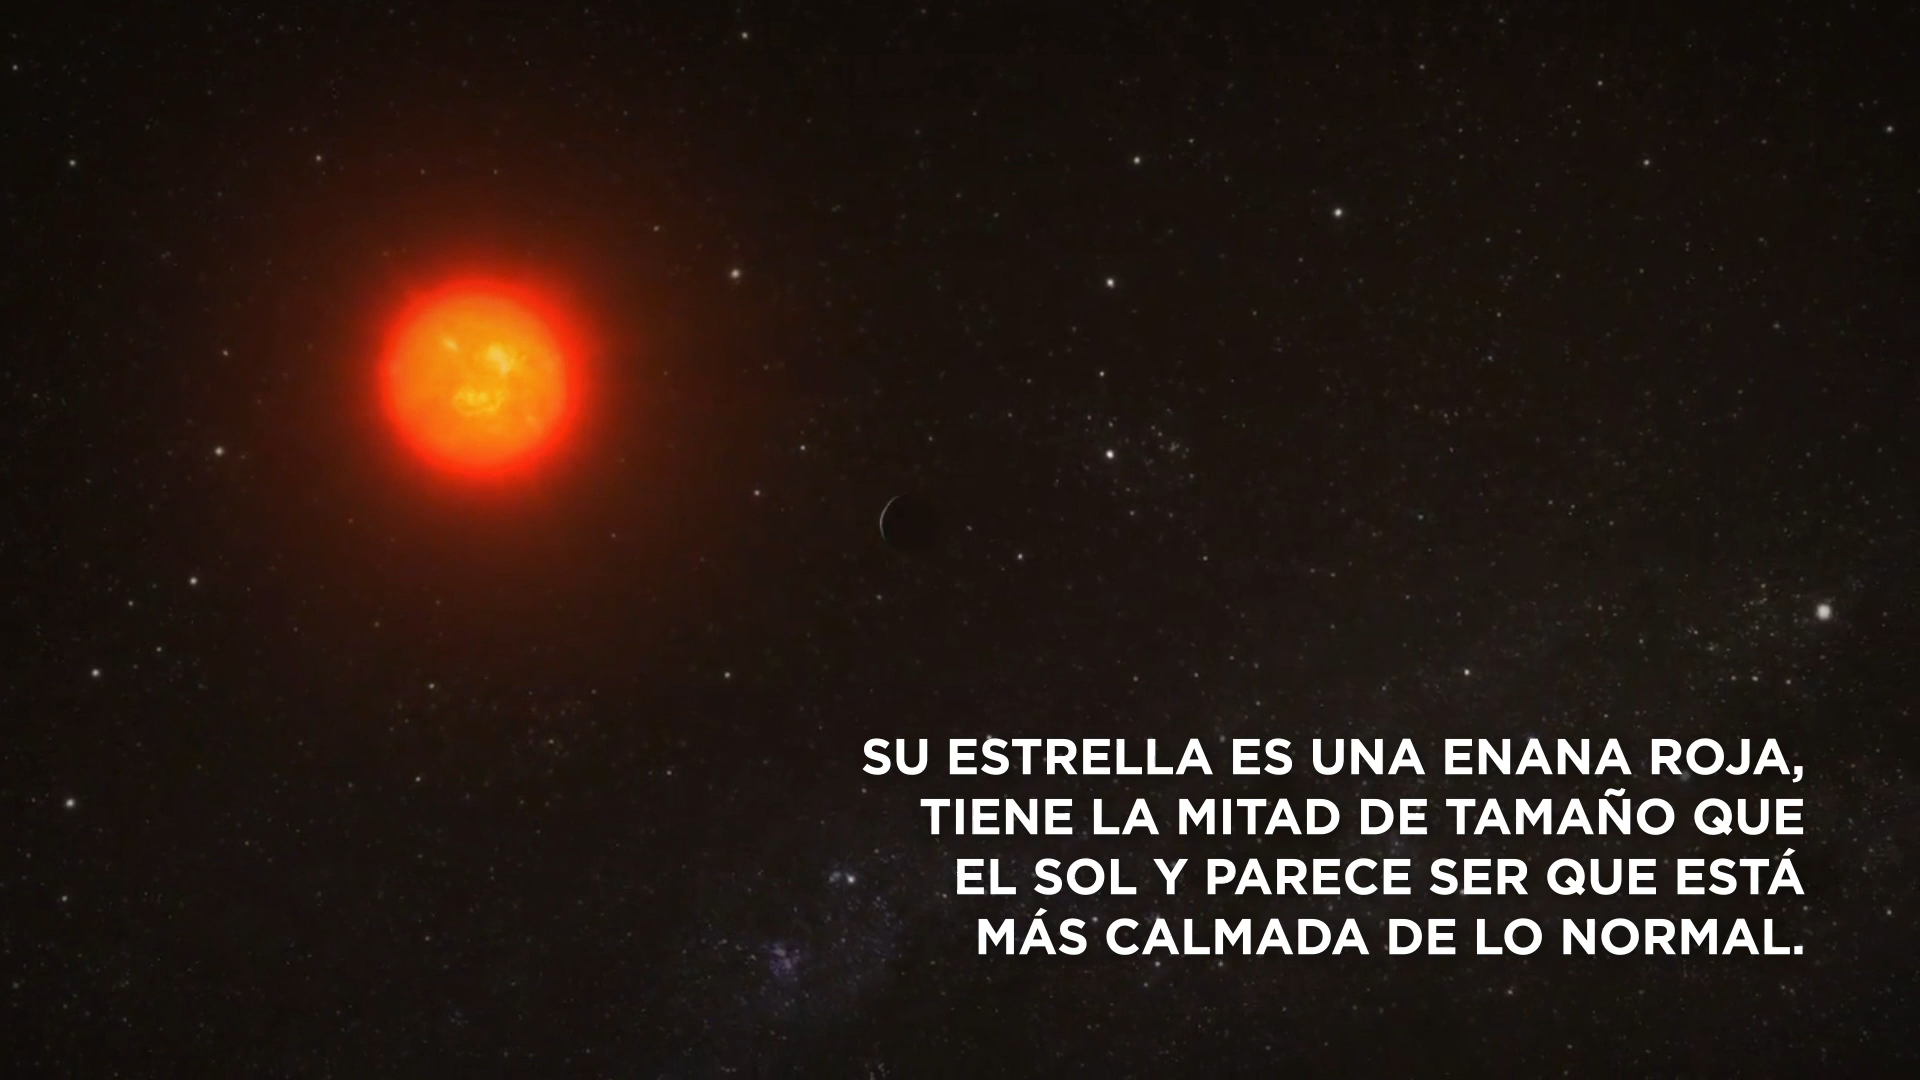 SU ESTRELLA ES UNA ENANA ROJA,
TIENE LA MITAD DE TAMAÑO QUE
EL SOL Y PARECE SER QUE ESTÁ
MÁS CALMADA DE LO NORMAL.